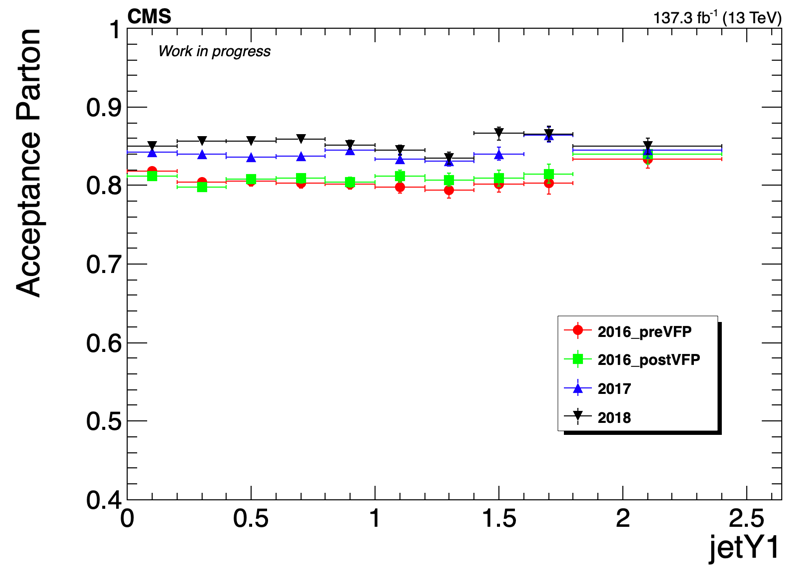 CMS
137.3 fb-1 (13 TeV)
Work in progress
Acceptance Parton
1
0.9
0.8
0.7
0.6
0.5
0.4
2016_preVFP
2016_postVFP
2017
2018
0
0.5
1
1.5
2
2.5
jetY1